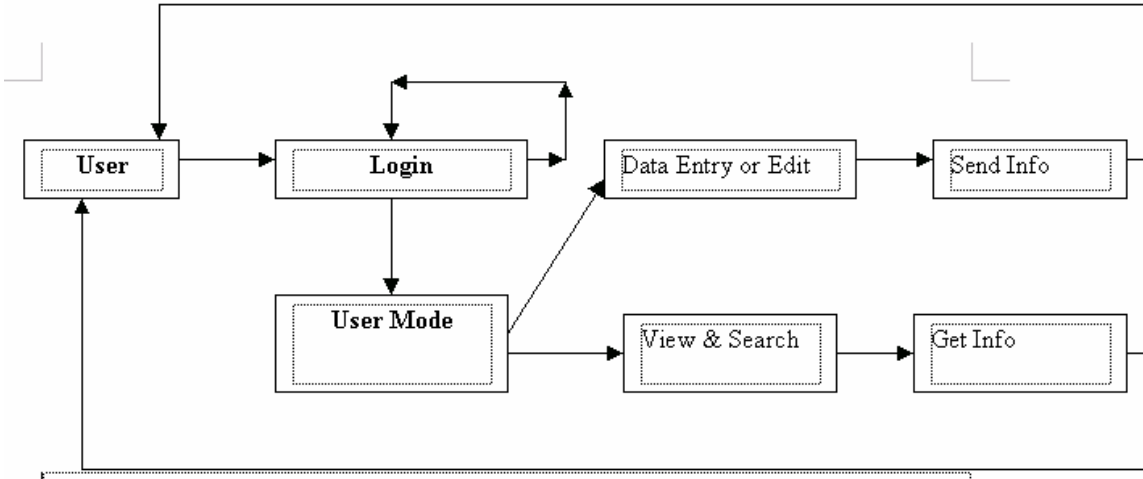 User
Login
Data Entry or Edit
Send Info
User Mode
View & Search
Get Info